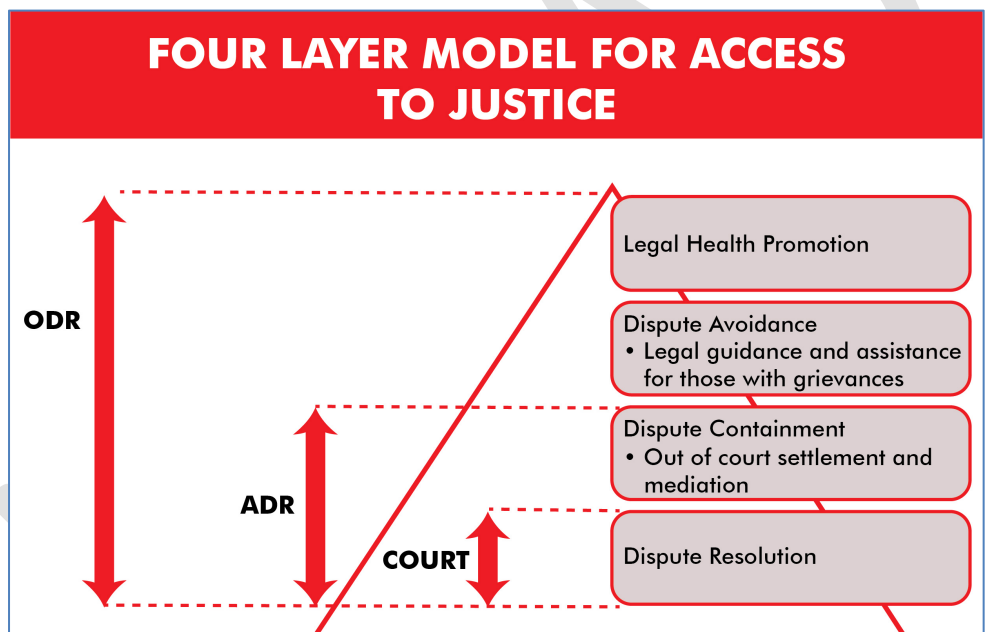 FOUR LAYER MODEL FOR ACCESS
TO JUSTICE
Legal Health Promotion
ODR
Dispute Avoidance
• Legal guidance and assistance
for those with grievances
Dispute Containment
• Out of court settlement and
mediation
ADR
COURT
Dispute Resolution